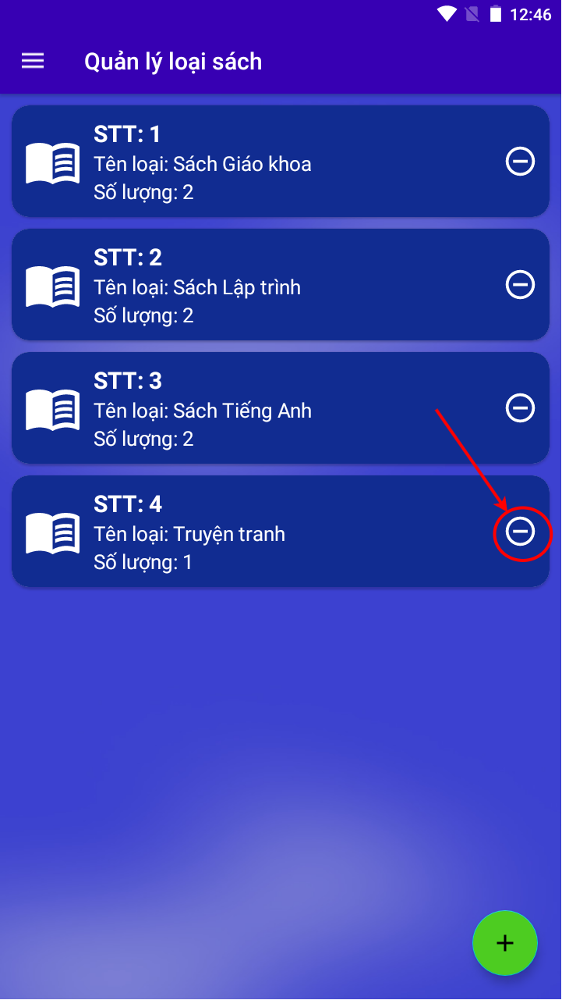 12:46
Quản lý loại sách
STT: 1
Tên loại: Sách Giáo khoa
Số lượng: 2
STT: 2
Tên loại: Sách Lập trình
Số lượng: 2
STT: 3
Tên loại: Sách Tiếng Anh
Số lượng: 2
STT: 4
Tên loại: Truyện tranh
Số lượng: 1